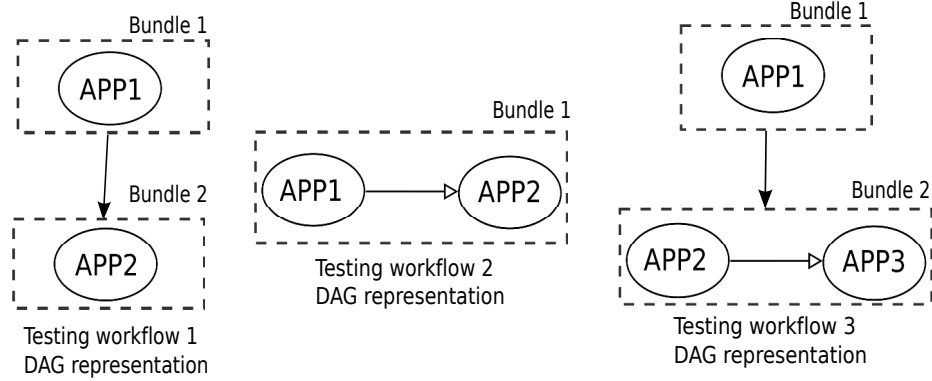 Bundle 1
APP1
Bundle 2
APP2
Testing workflow 1
DAG representation
Bundle 1
APP1
APP2
Testing workflow 2
DAG representation
Bundle 1
APP1
Bundle 2
APP2
APP3
Testing workflow 3
DAG representation